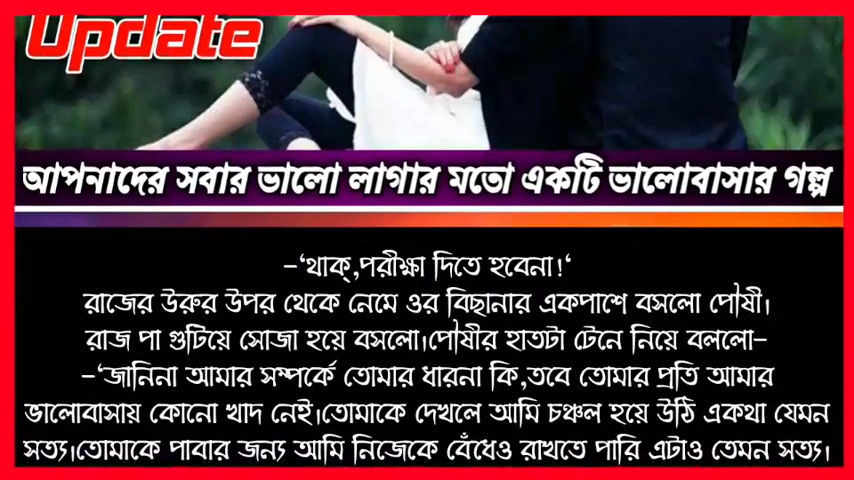 Update
আপনাদের সবার ভালো লাগার মতো একটি ভালোবাসার গল্প
–‘থাক্,পরীক্ষা দিতে হবেনা!‘
রাজের উরুর উপর থেকে নেমে ওর বিছানার একপাশে বসলো পৌষী।
রাজ পা গুটিয়ে সোজা হয়ে বসলো।পৌষীর হাতটা টেনে নিয়ে বললো–
–‘জানিনা আমার সম্পর্কে তোমার ধারনা কি,তবে তোমার প্রতি আমার
ভালোবাসায় কোনো খাদ নেই।তোমাকে দেখলে আমি চঞ্চল হয়ে উঠি একথা যেমন
সত্য।তোমাকে পাবার জন্য আমি নিজেকে বেঁধেও রাখতে পারি এটাও তেমন সত্য।